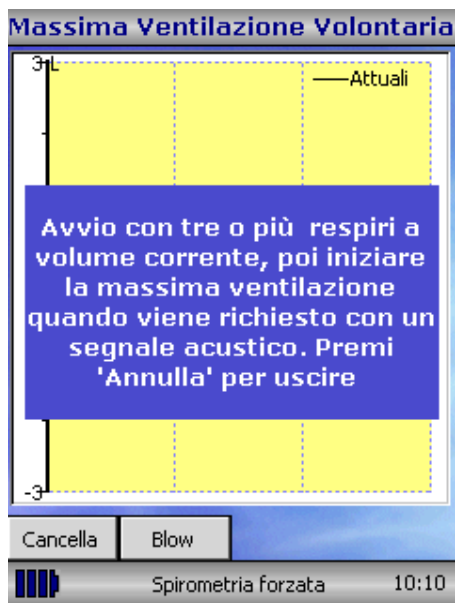 Massima Ventilazione Volontaria
3 L
Attuali
Avvio con tre o più respiri a
volume corrente, poi iniziare
la massima ventilazione
quando viene richiesto con un
segnale acustico. Premi
'Annulla' per uscire
-3
Cancella
Blow
Spirometria forzata
10:10